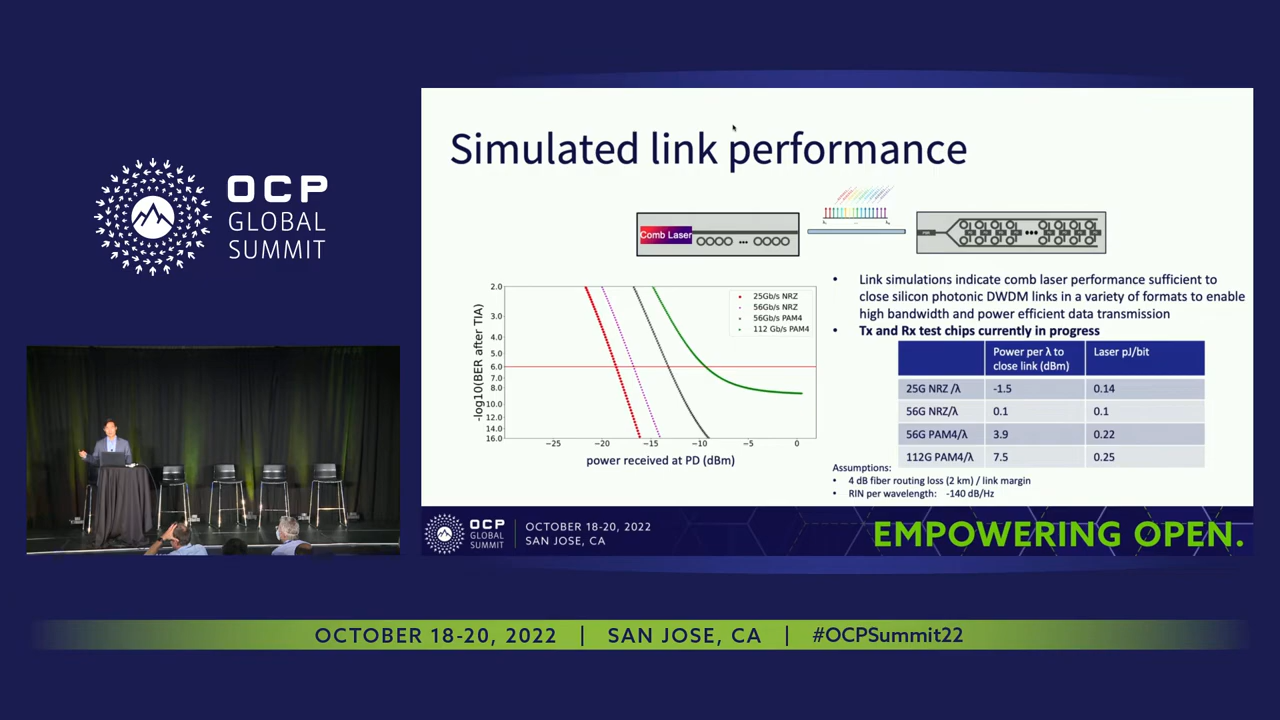 OCP
GLOBAL
SUMMIT
Simulated link performance
Comb Laser
-log10(BER after TIA)
2.0
3.0
4.0
5.0
6.0
7.0
8.0
10.0
12.0
14.0
16.0
25Gb/s NRZ
56Gb/s NRZ
56Gb/s PAM4
112 Gb/s PAM4
−25 −20 −15 −10 −5 0
power received at PD (dBm)
• Link simulations indicate comb laser performance sufficient to
close silicon photonic DWDM links in a variety of formats to enable
high bandwidth and power efficient data transmission
• Tx and Rx test chips currently in progress
Power per λ to
close link (dBm)
Laser pJ/bit
25G NRZ /λ -1.5 0.14
56G NRZ/λ 0.1 0.1
56G PAM4/λ 3.9 0.22
112G PAM4/λ 7.5 0.25
Assumptions:
• 4 dB fiber routing loss (2 km) / link margin
• RIN per wavelength: -140 dB/Hz
OCP
GLOBAL
SUMMIT
OCTOBER 18-20, 2022
SAN JOSE, CA
EMPOWERING OPEN.
OCTOBER 18-20, 2022 | SAN JOSE, CA | #OCPSummit22